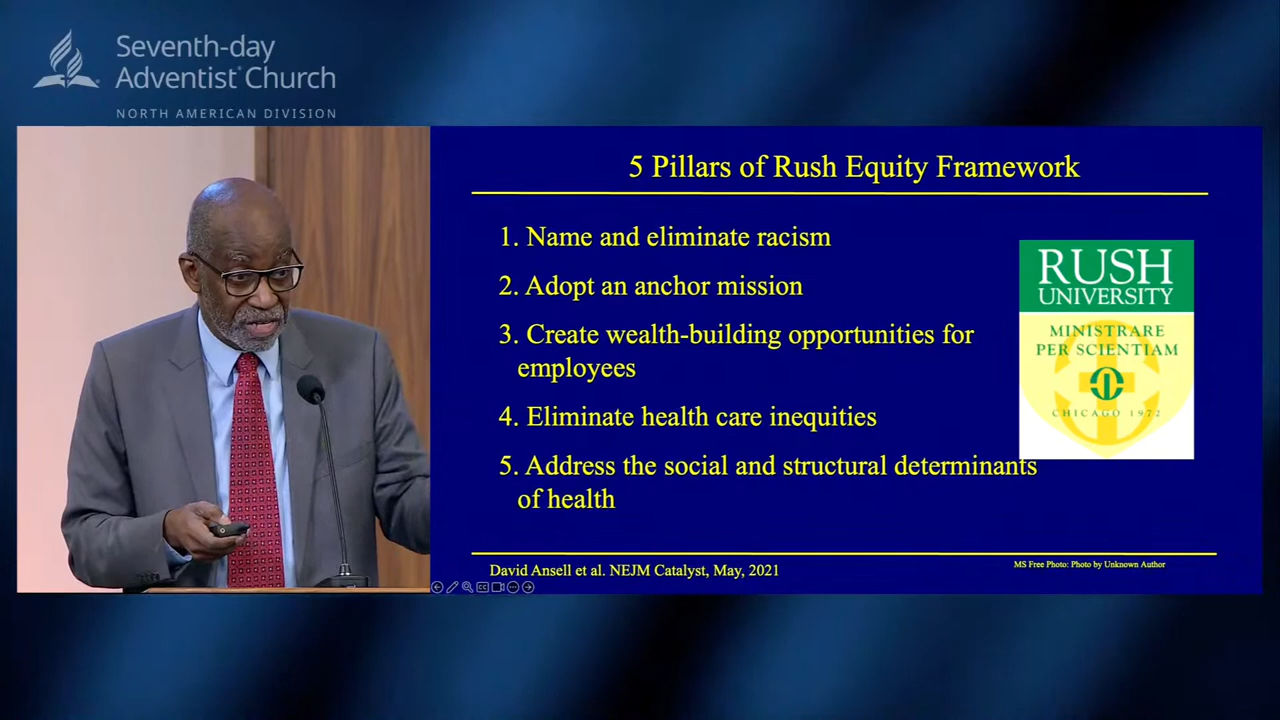 Seventh-day
Adventist® Church
NORTH AMERICAN DIVISION
5 Pillars of Rush Equity Framework
1. Name and eliminate racism
2. Adopt an anchor mission
3. Create wealth-building opportunities for
employees
4. Eliminate health care inequities
5. Address the social and structural determinants
of health
RUSH
UNIVERSITY
MINISTRARE
PER SCIENTIAM
CHICAGO 1972
David Ansell et al. NEJM Catalyst, May, 2021
MS Free Photo: Photo by Unknown Author